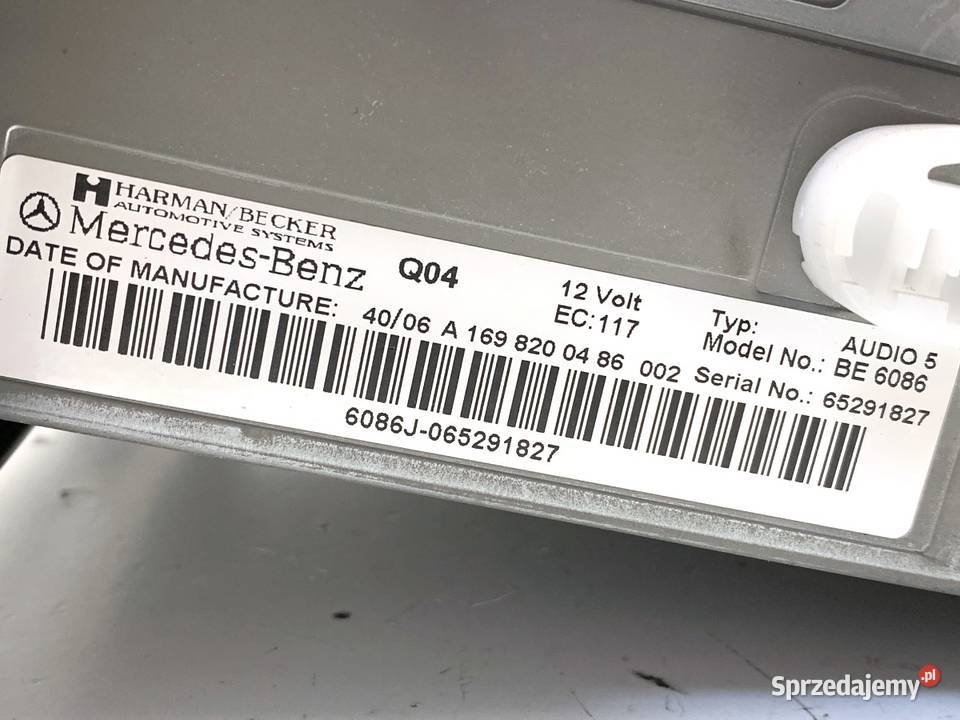 HARMAN/BECKER
AUTOMOTIVE SYSTEMS
Mercedes-Benz Q04 12 Volt Typ: AUDIO 5
EC:117 Model No.: BE 6086
DATE OF MANUFACTURE: 40/06 A 169 820 04 86 002 Serial No.: 65291827
6086J-065291827
Sprzedajemy.pl